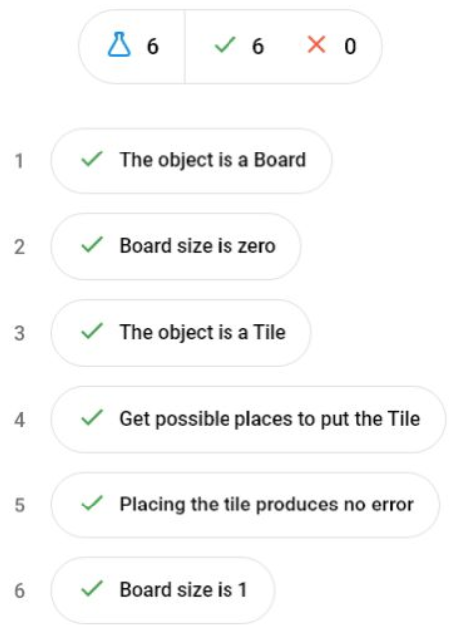 6 6 0
1 The object is a Board
2 Board size is zero
3 The object is a Tile
4 Get possible places to put the Tile
5 Placing the tile produces no error
6 Board size is 1